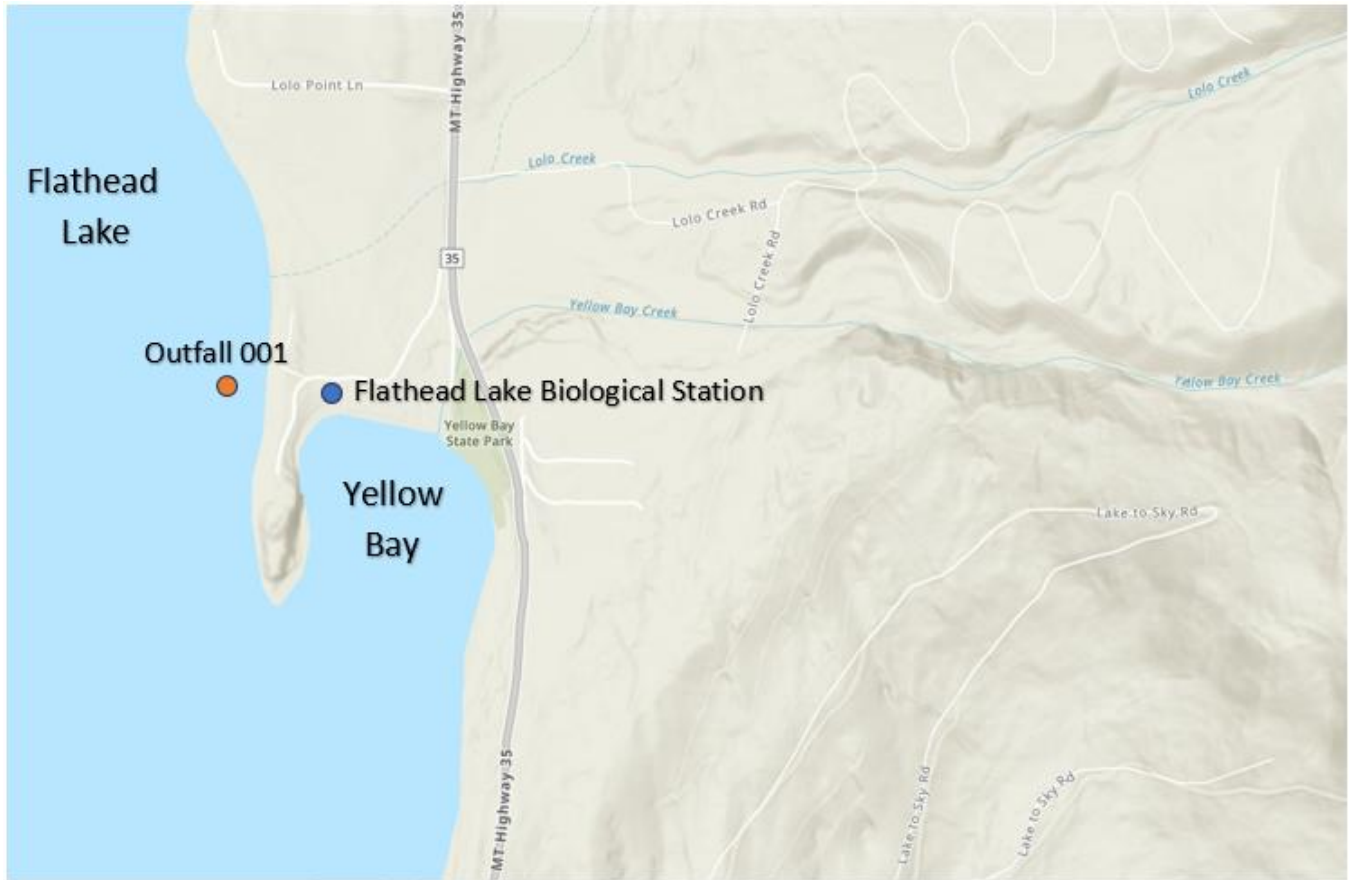 MT Highway 35
Lolo Point Ln
Lolo Creek
Lolo Creek
Flathead
Lake
Lolo Creek Rd
35
Lolo Creek Rd
Yellow Bay Creek
Outfall 001
Flathead Lake Biological Station
Yellow Bay Creek
Yellow Bay
State Park
Yellow
Bay
Lake to Sky Rd
MT Highway 35
Lake to Sky Rd
Lake to Sky Rd